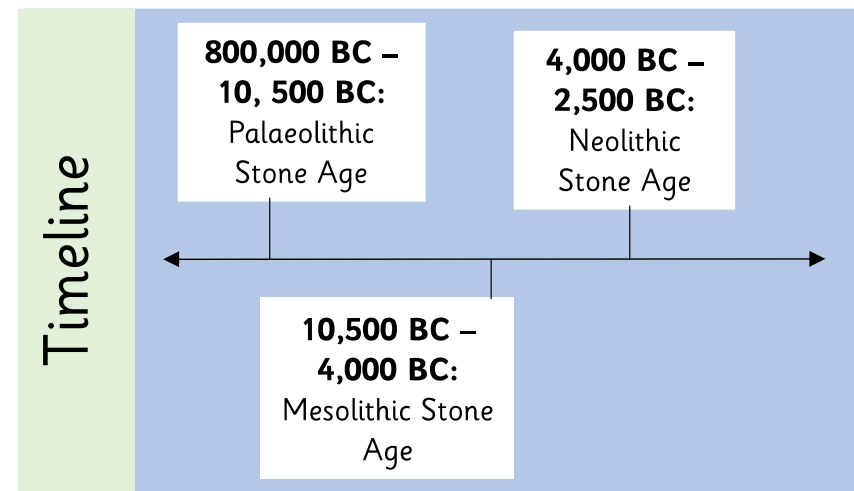 Timeline
800,000 BC –
10, 500 BC:
Palaeolithic
Stone Age
10,500 BC –
4,000 BC:
Mesolithic Stone
Age
4,000 BC –
2,500 BC:
Neolithic
Stone Age